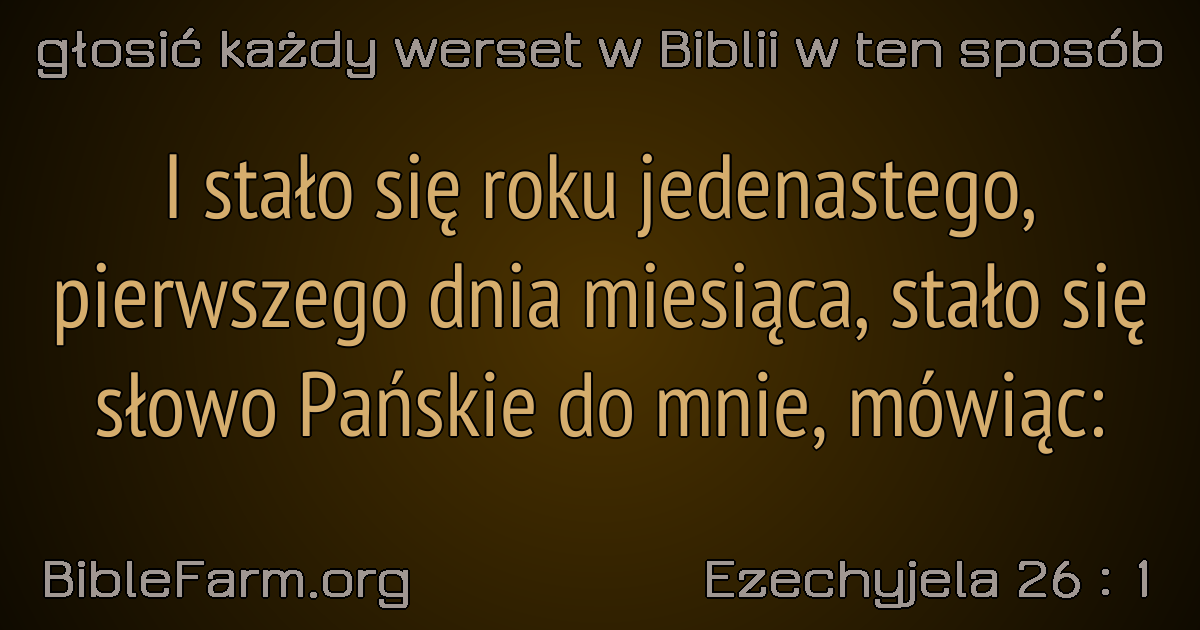 głosić każdy werset w Biblii w ten sposób
I stało się roku jedenastego,
pierwszego dnia miesiąca, stało się
słowo Pańskie do mnie, mówiąc:
BibleFarm.org
Ezechyjela 26 : 1